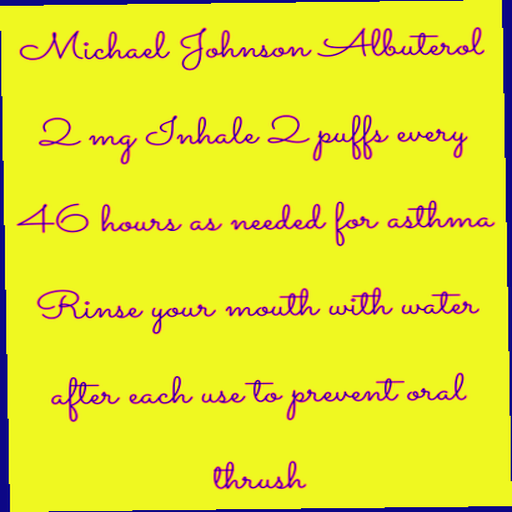 Michael Johnson Albuterol
2 mg Inhale 2 puffs every
46 hours as needed for asthma
Rinse your mouth with water
after each use to prevent oral
thrush